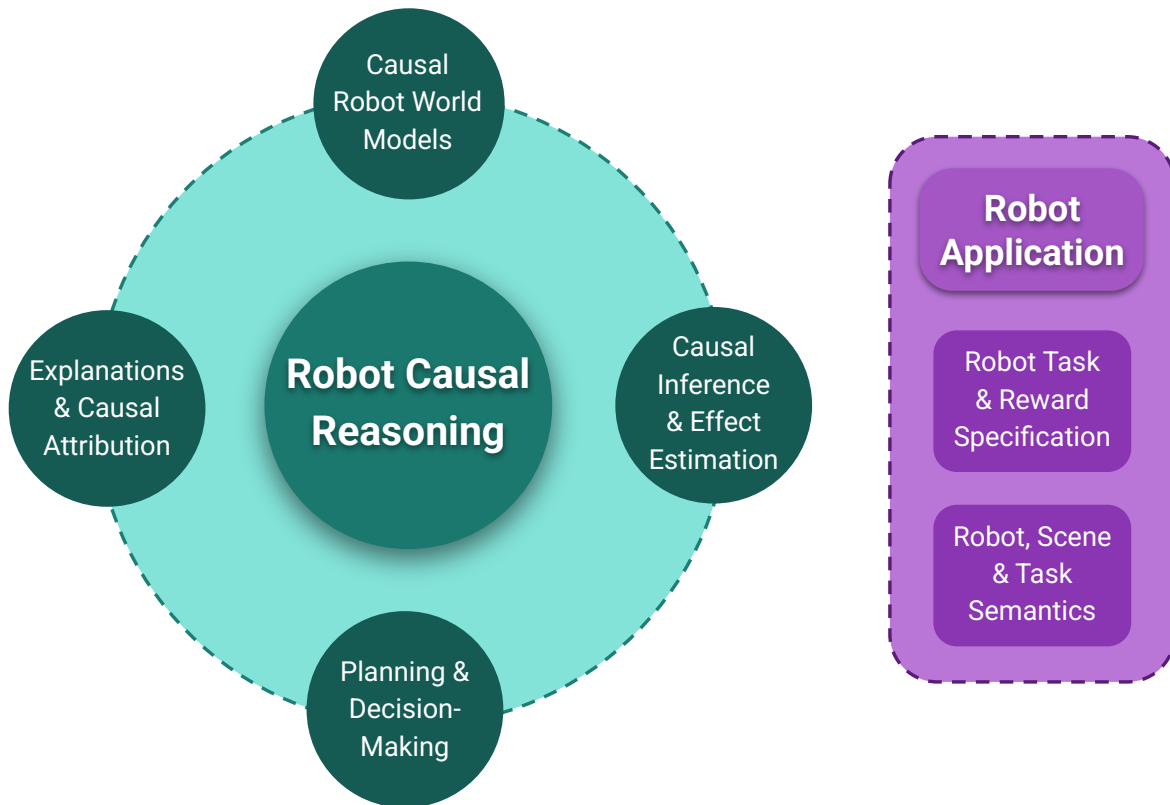 Causal
Robot World
Models
Explanations
& Causal
Attribution
Robot Causal
Reasoning
Causal
Inference
& Effect
Estimation
Planning &
Decision-
Making
Robot
Application
Robot Task
& Reward
Specification
Robot, Scene
& Task
Semantics